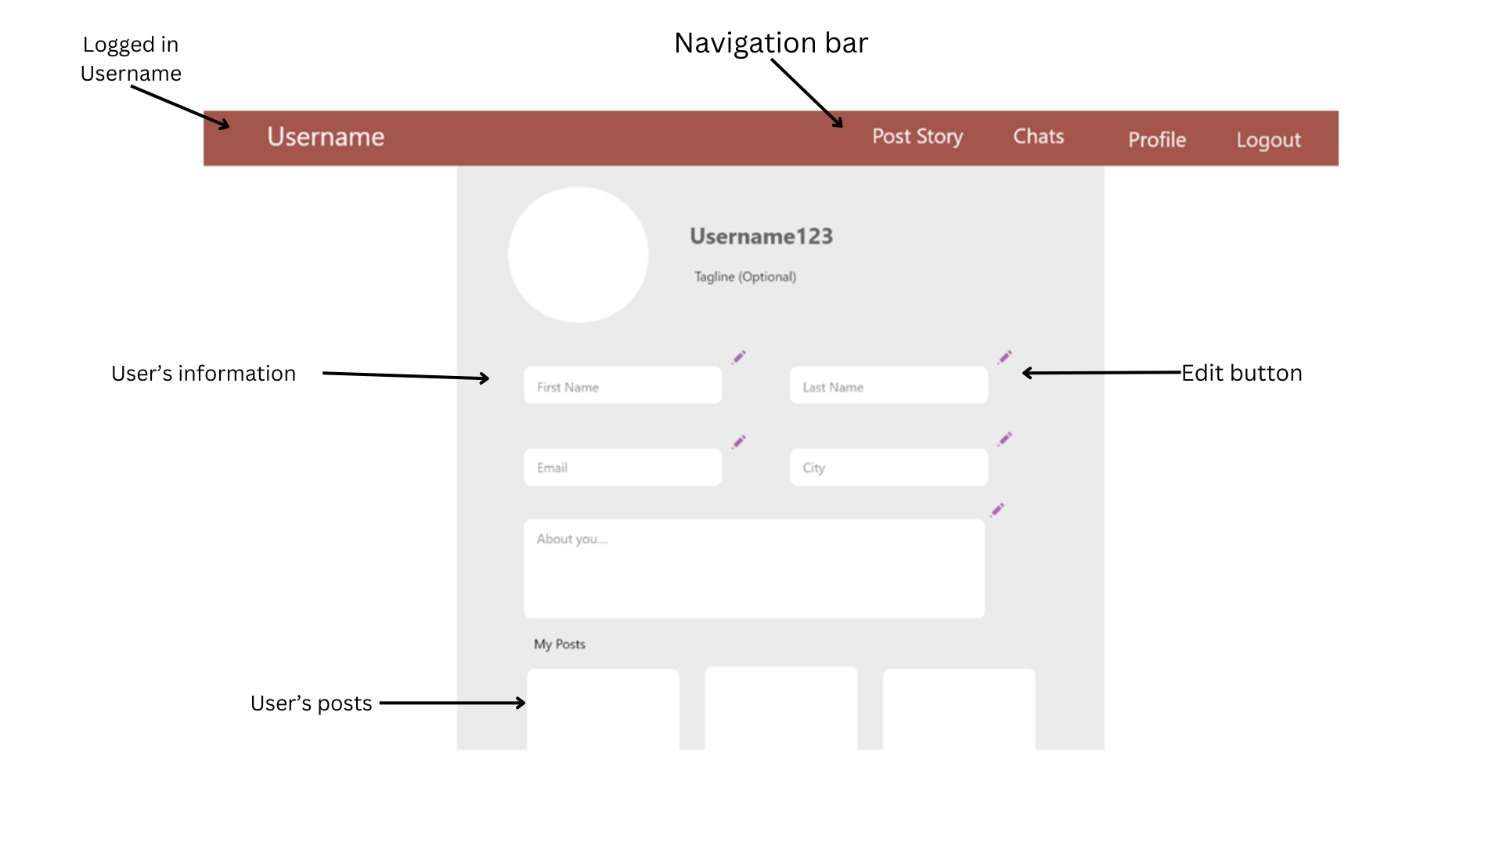 Logged in
Username
Navigation bar
Username
Post Story
Chats
Profile
Logout
Username123
Tagline (Optional)
User's information
First Name
Last Name
Edit button
Email
City
About you....
My Posts
User's posts